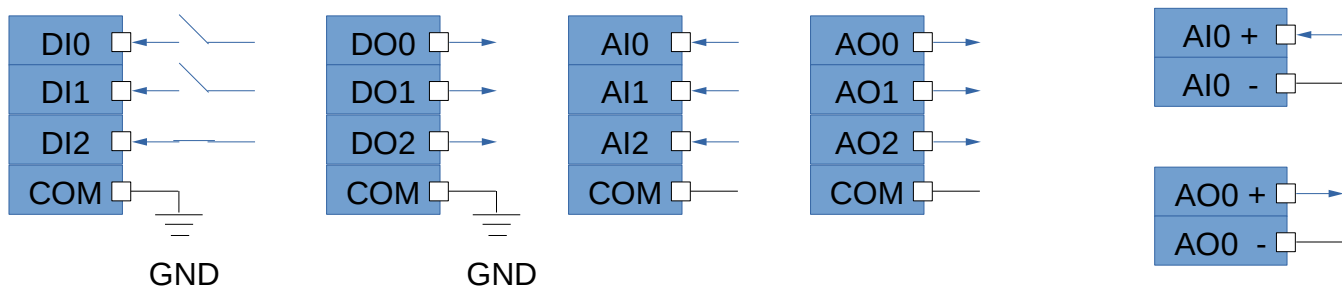 DI0
DI1
DI2
COM
GND
DO0
DO1
DO2
COM
GND
AI0
AI1
AI2
COM
AO0
AO1
AO2
COM
AI0 +
AI0 -
AO0 +
AO0 -